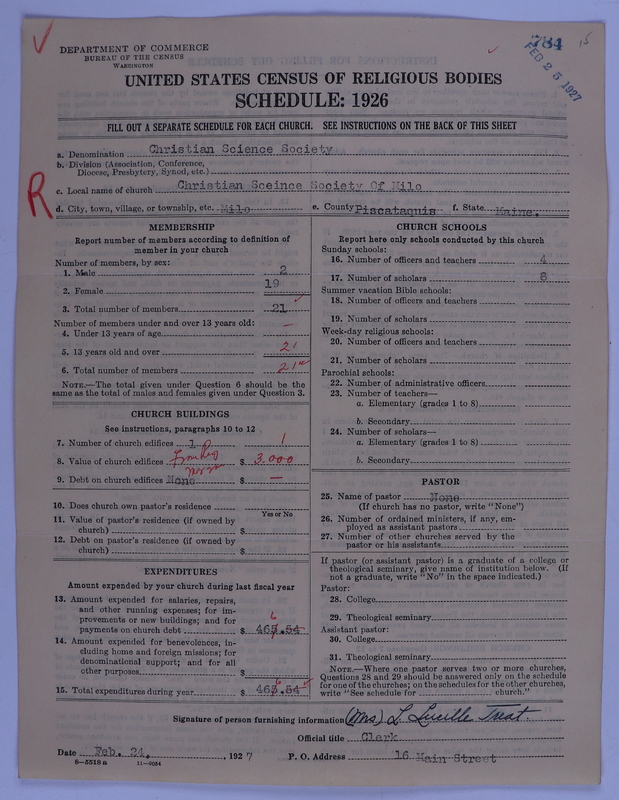 DEPARTMENT OF COMMERCE
BUREAU OF THE CENSUS
WASHINGTON
784
FEB 25 1927
15
UNITED STATES CENSUS OF RELIGIOUS BODIES
SCHEDULE: 1926
FILL OUT A SEPARATE SCHEDULE FOR EACH CHURCH. SEE INSTRUCTIONS ON THE BACK OF THIS SHEET
a. Denomination Christian Science Society
b. Division (Association, Conference, Diocese, Presbytery, Synod, etc.)
R
c. Local name of church Christian Sceince Society Of Milo
d. City, town, village, or township, etc. Milo e. County Piscataquis f. State Maine.
MEMBERSHIP
Report number of members according to definition of member in your church
Number of members, by sex:
1. Male 2
2. Female 19
3. Total number of members 21
Number of members under and over 13 years old:
4. Under 13 years of age —
5. 13 years old and over 21
6. Total number of members 21
NOTE.—The total given under Question 6 should be the same as the total of males and females given under Question 3.
CHURCH BUILDINGS
See instructions, paragraphs 10 to 12
7. Number of church edifices 1 1
8. Value of church edifices $ 3.000
9. Debt on church edifices None $ —
10. Does church own pastor's residence
Yes or No
11. Value of pastor's residence (if owned by church) $
12. Debt on pastor's residence (if owned by church) $
EXPENDITURES
Amount expended by your church during last fiscal year
13. Amount expended for salaries, repairs, and other running expenses; for improvements or new buildings; and for payments on church debt $ 465.54 6
14. Amount expended for benevolences, including home and foreign missions; for denominational support; and for all other purposes $
15. Total expenditures during year $ 465.54 6
CHURCH SCHOOLS
Report here only schools conducted by this church
Sunday schools:
16. Number of officers and teachers 4
17. Number of scholars 8
Summer vacation Bible schools:
18. Number of officers and teachers
19. Number of scholars
Week-day religious schools:
20. Number of officers and teachers
21. Number of scholars
Parochial schools:
22. Number of administrative officers
23. Number of teachers—
a. Elementary (grades 1 to 8)
b. Secondary
24. Number of scholars—
a. Elementary (grades 1 to 8)
b. Secondary
PASTOR
25. Name of pastor None
(If church has no pastor, write "None")
26. Number of ordained ministers, if any, employed as assistant pastors
27. Number of other churches served by the pastor or his assistants
If pastor (or assistant pastor) is a graduate of a college or theological seminary, give name of institution below. (If not a graduate, write "No" in the space indicated.)
Pastor:
28. College
29. Theological seminary
Assistant pastor:
30. College
31. Theological seminary
NOTE.—Where one pastor serves two or more churches, Questions 28 and 29 should be answered only on the schedule for one of the churches; on the schedules for the other churches, write "See schedule for church."
Signature of person furnishing information (Mrs) L. Lucille Treat.
Official title Clerk
Date Feb. 24, 1927 P. O. Address 16 Main Street
8—5518 a 11—9054